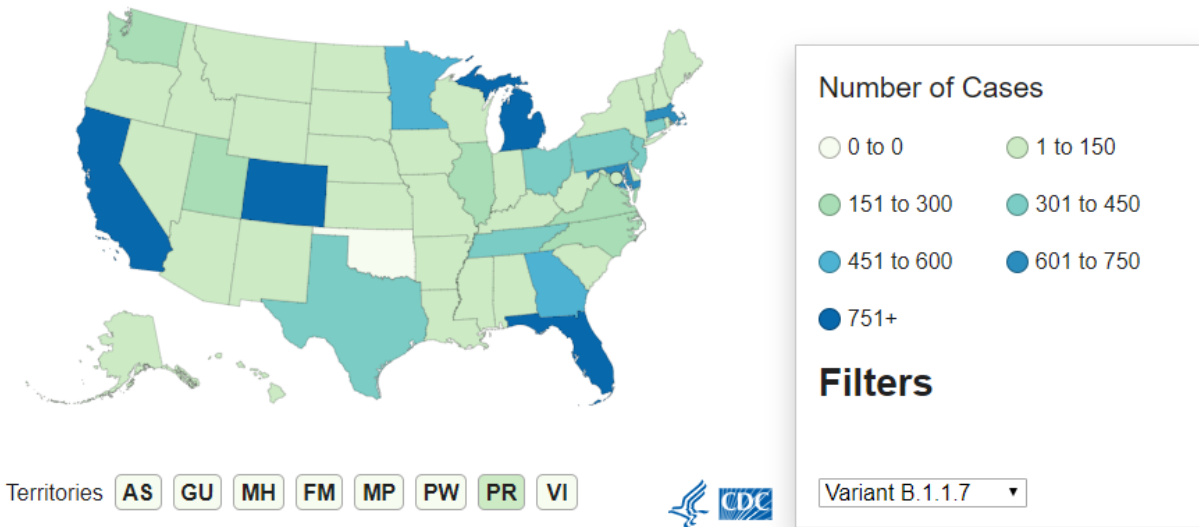 Number of Cases
0 to 0
1 to 150
151 to 300
301 to 450
451 to 600
601 to 750
751+
Filters
Territories AS GU MH FM MP PW PR VI
CDC
Variant B.1.1.7